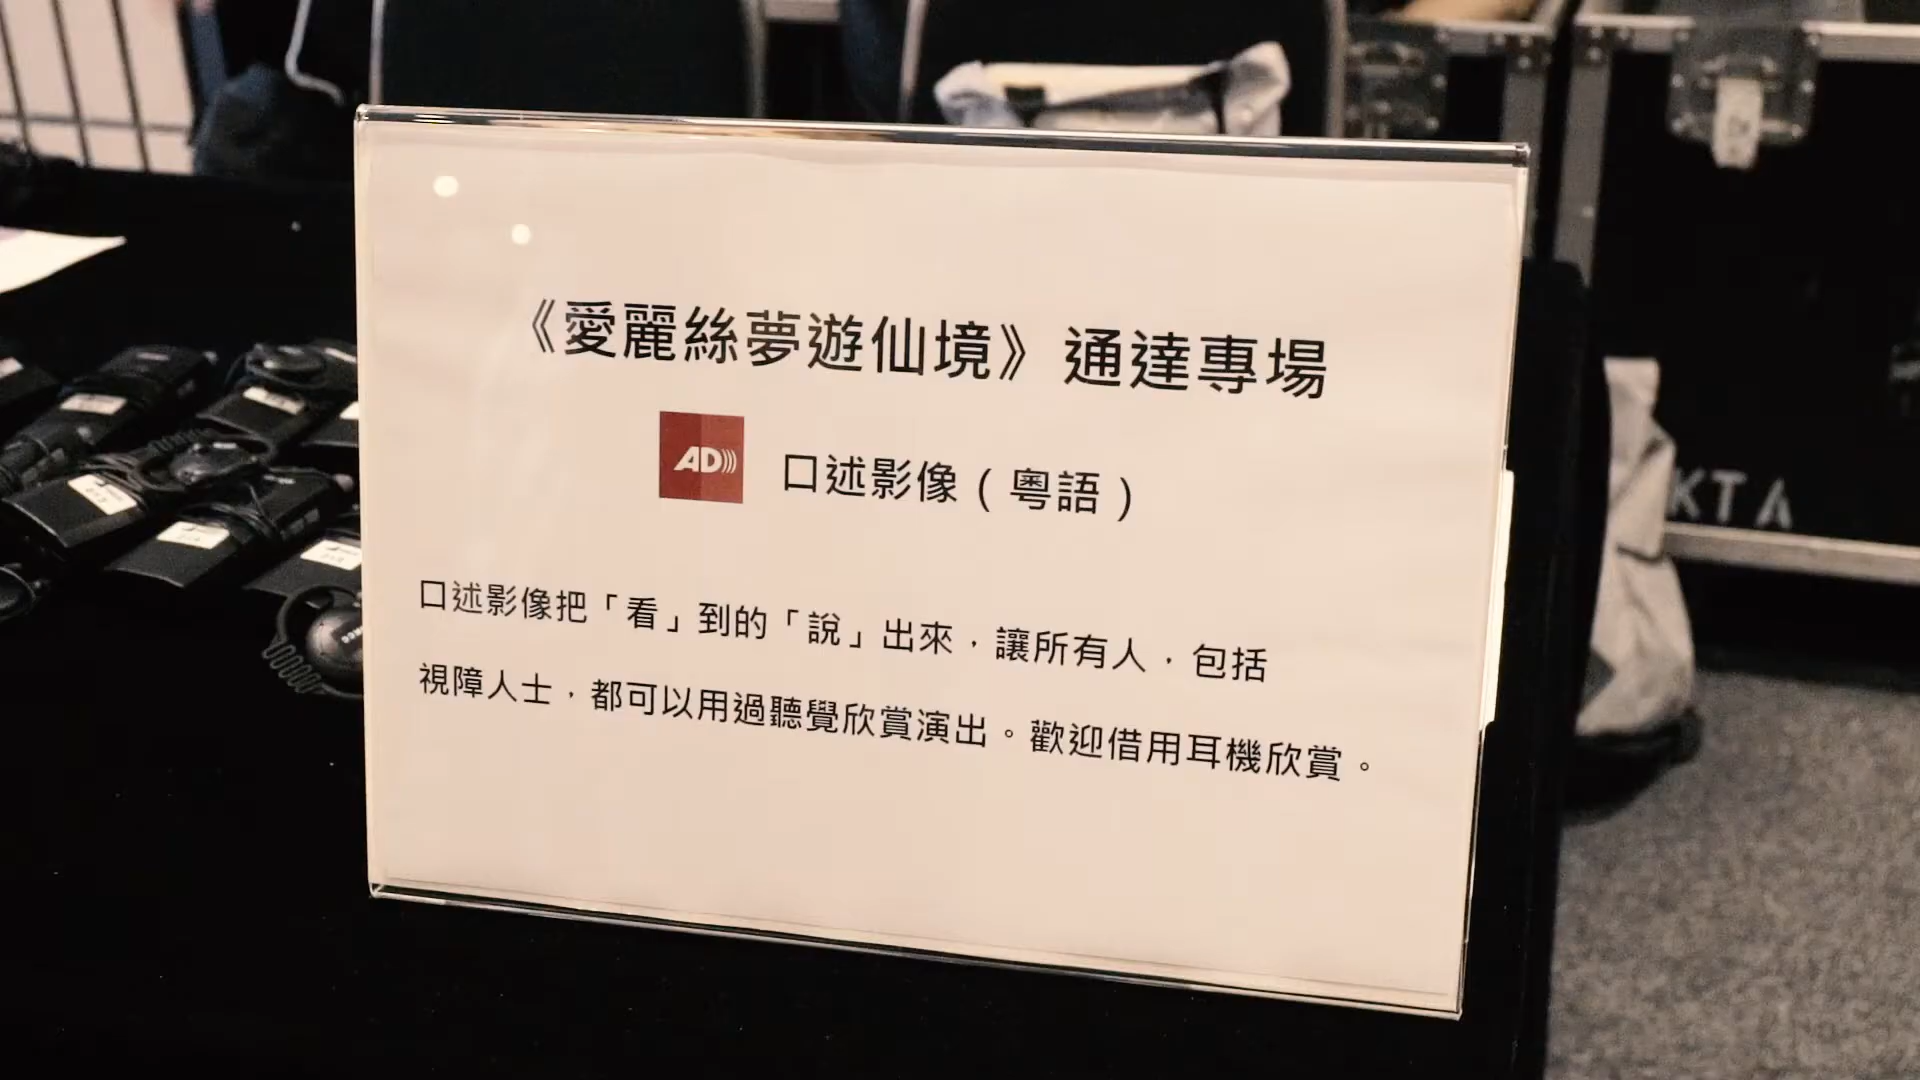 《愛麗絲夢遊仙境》通達專場
AD
口述影像（粵語）
口述影像把「看」到的「說」出來，讓所有人，包括
視障人士，都可以用過聽覺欣賞演出。歡迎借用耳機欣賞。
KTA